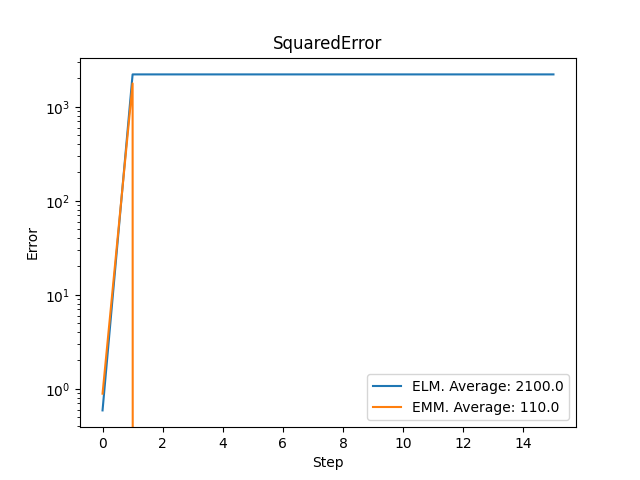 SquaredError
Error
10³
10²
10¹
10⁰
ELM. Average: 2100.0
EMM. Average: 110.0
0 2 4 6 8 10 12 14
Step